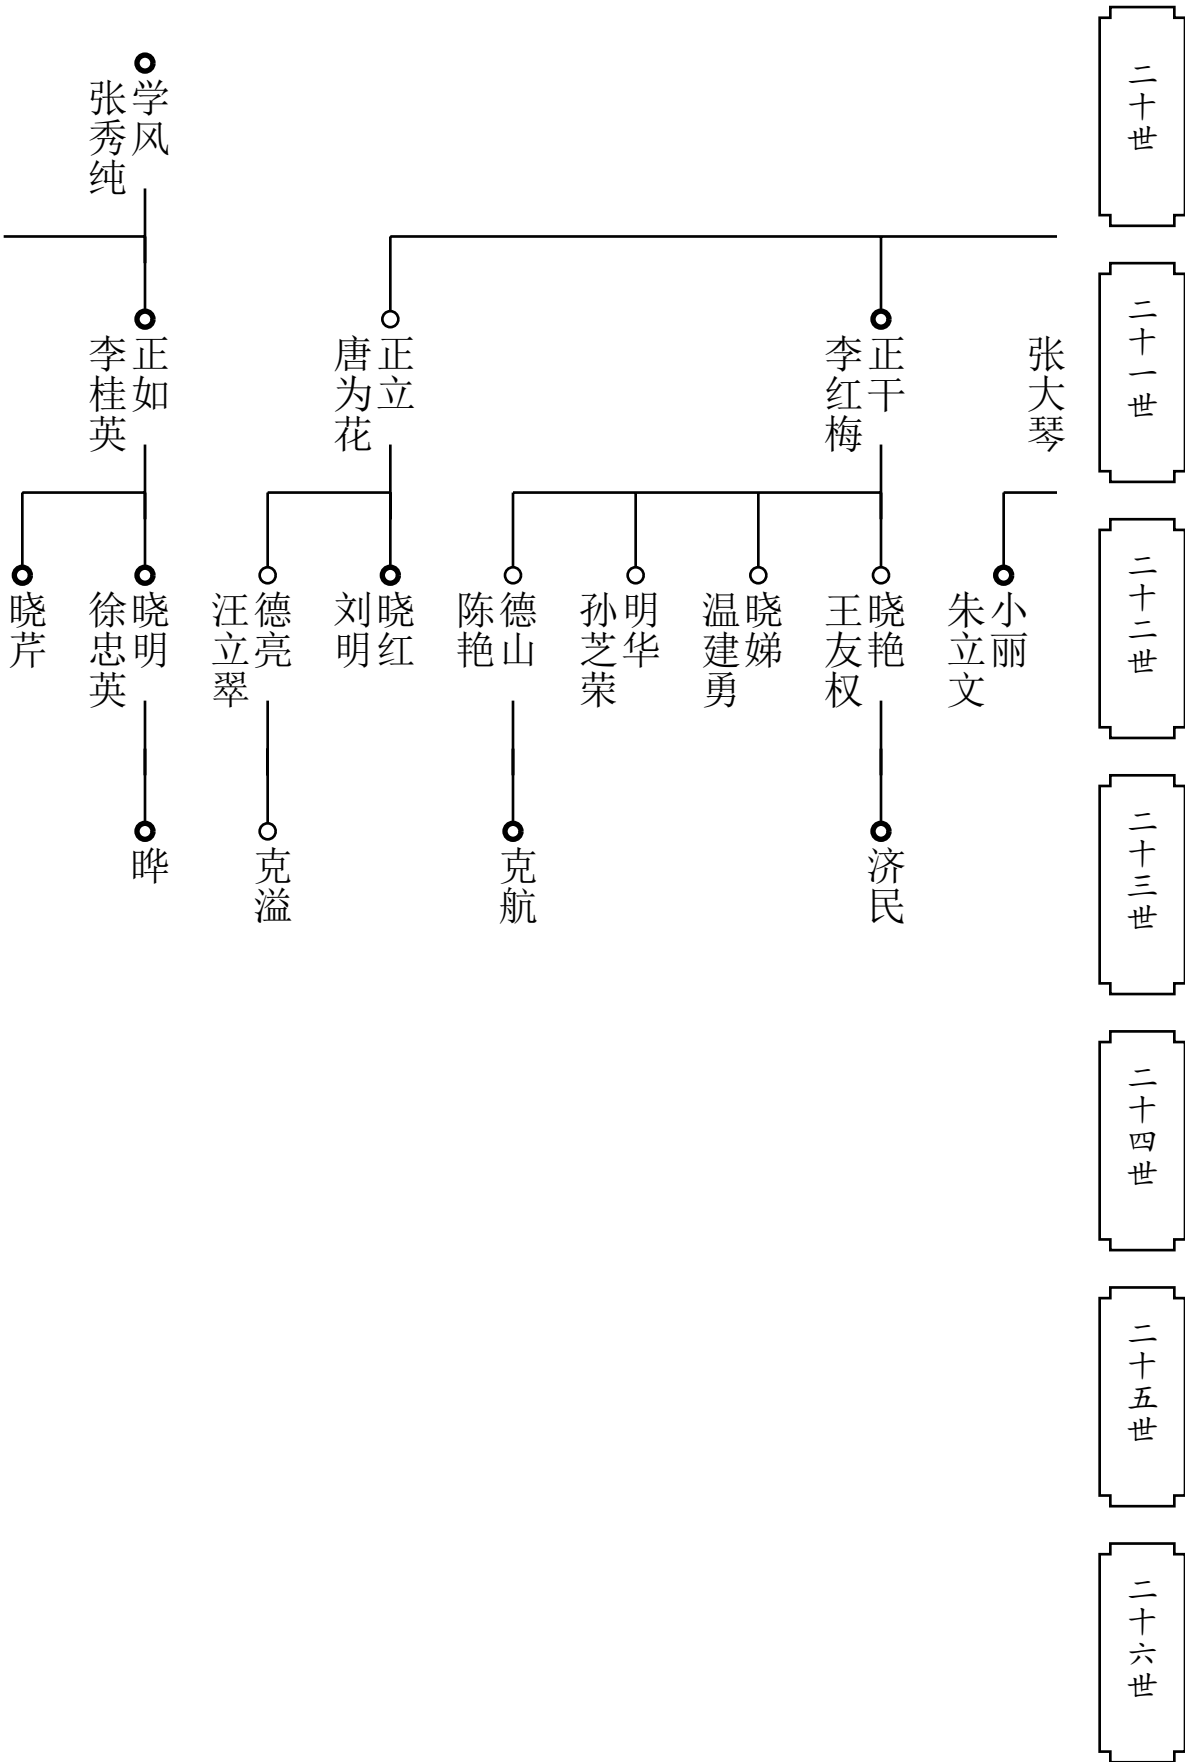 二十世
学风
张秀纯
二十一世
张大琴
正干
李红梅
正立
唐为花
正如
李桂英
二十二世
小丽
朱立文
晓艳
王友权
晓娣
温建勇
明华
孙芝荣
德山
陈艳
晓红
刘明
德亮
汪立翠
晓明
徐忠英
晓芹
二十三世
济民
克航
克溢
晔
二十四世
二十五世
二十六世